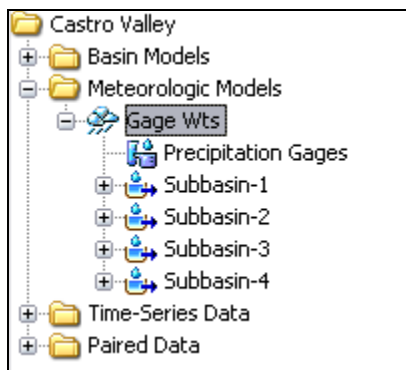 Castro Valley
Basin Models
Meteorologic Models
Gage Wts
Precipitation Gages
Subbasin-1
Subbasin-2
Subbasin-3
Subbasin-4
Time-Series Data
Paired Data